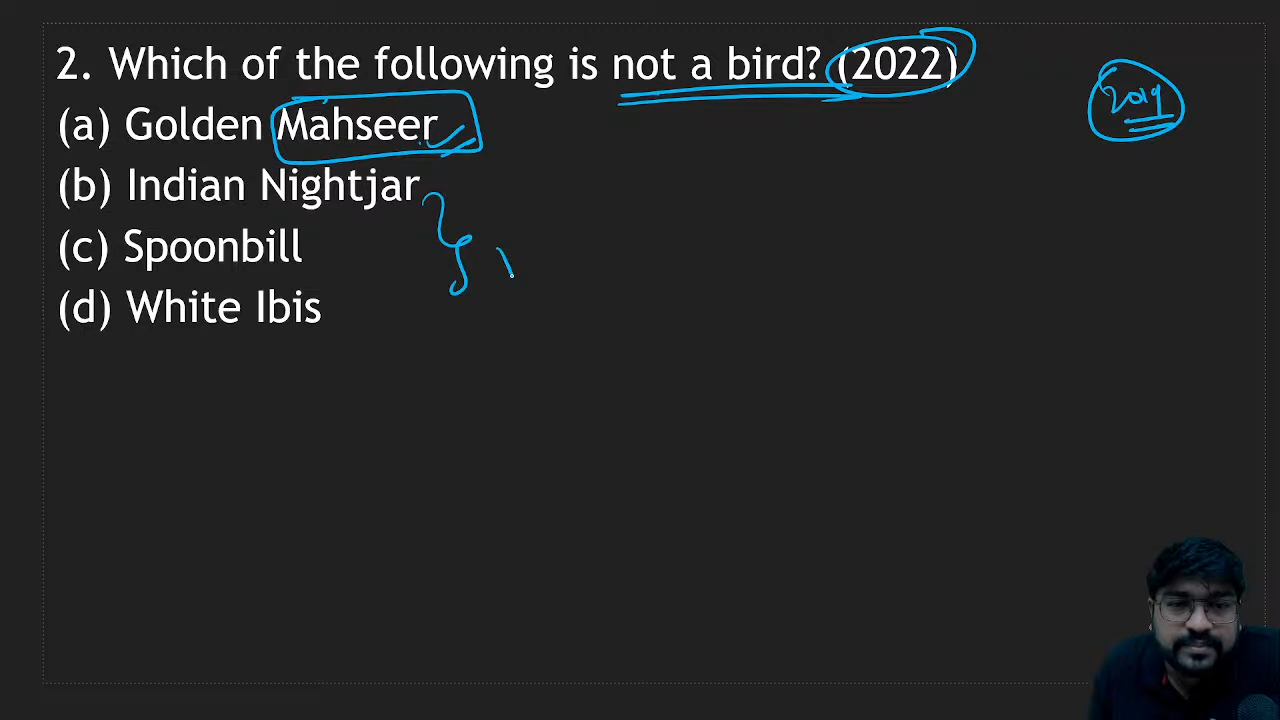 2. Which of the following is not a bird? (2022)
2019
(a) Golden Mahseer
(b) Indian Nightjar
(c) Spoonbill
(d) White Ibis